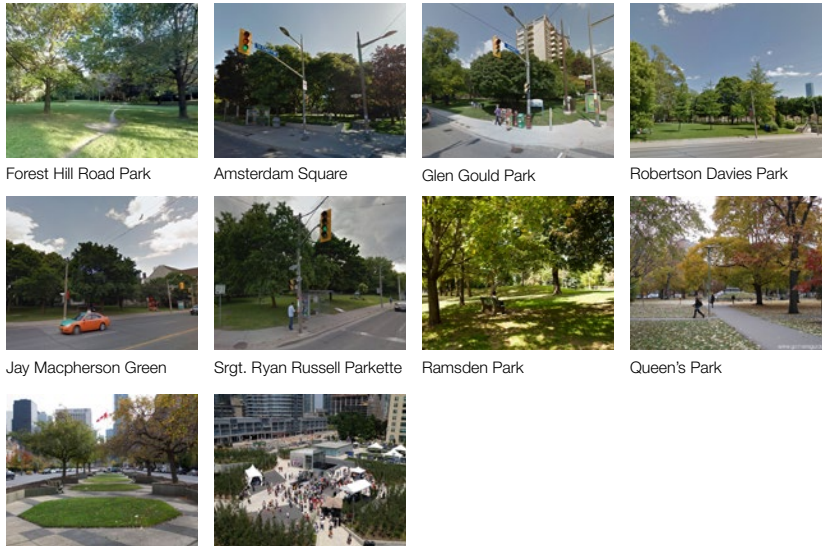 Forest Hill Road Park
Amsterdam Square
Glen Gould Park
Robertson Davies Park
Jay Macpherson Green
Srgt. Ryan Russell Parkette
Ramsden Park
Queen's Park